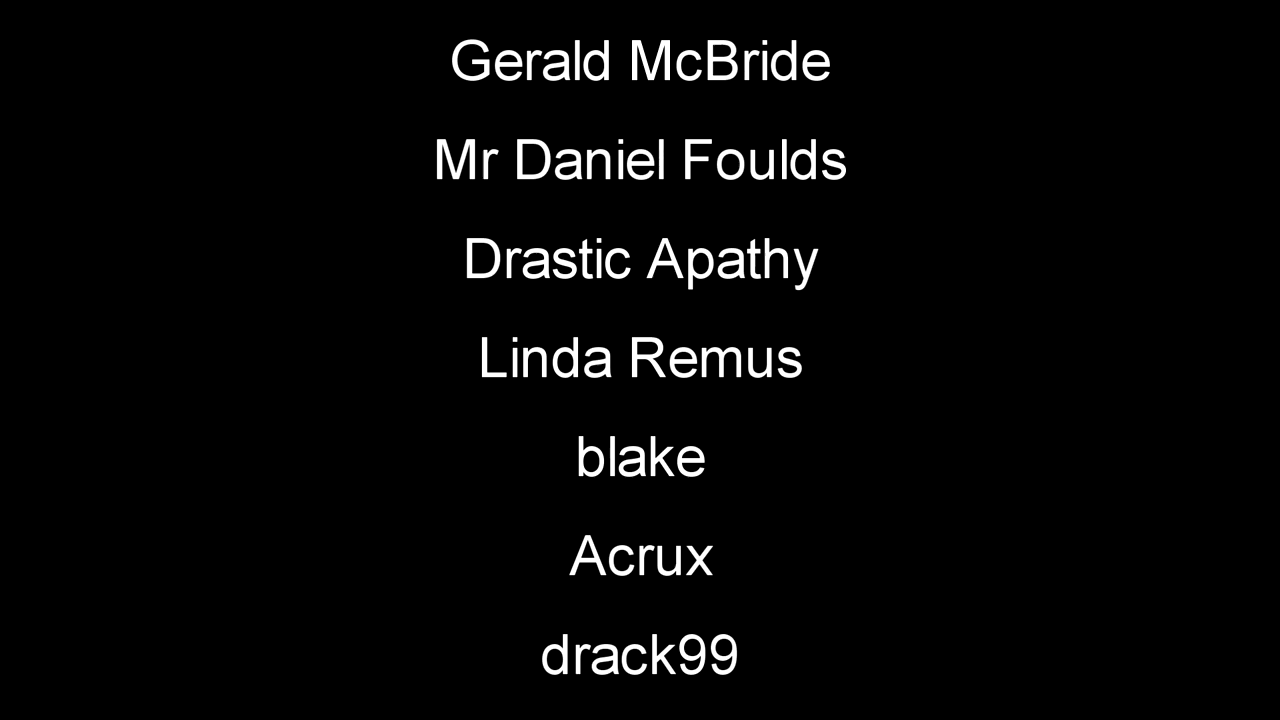 Gerald McBride
Mr Daniel Foulds
Drastic Apathy
Linda Remus
blake
Acrux
drack99